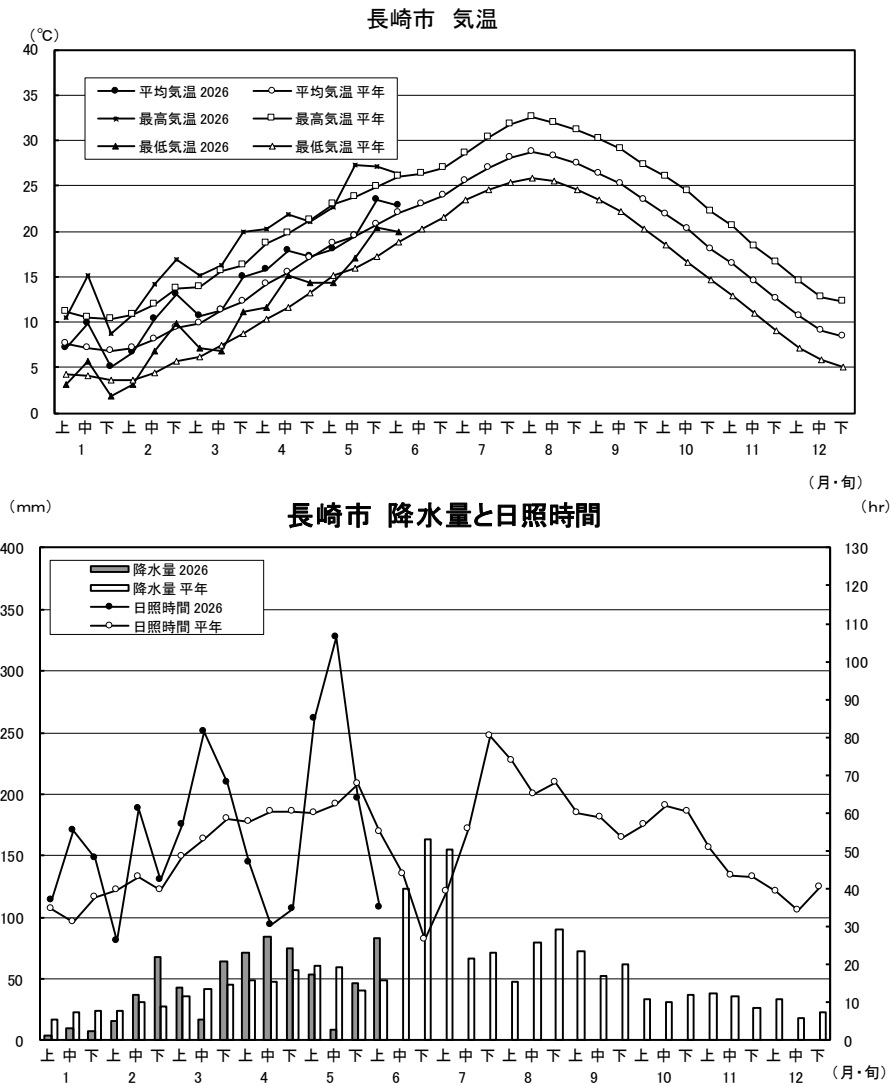 長崎市 気温
（℃）
40
35
30
25
20
15
10
5
0
平均気温 2026
平均気温 平年
最高気温 2026
最高気温 平年
最低気温 2026
最低気温 平年
上 中 下 上 中 下 上 中 下 上 中 下 上 中 下 上 中 下 上 中 下 上 中 下 上 中 下 上 中 下 上 中 下 上 中 下
1 2 3 4 5 6 7 8 9 10 11 12
（月・旬）
（mm）
（hr）
長崎市 降水量と日照時間
400
350
300
250
200
150
100
50
0
130
120
110
100
90
80
70
60
50
40
30
20
10
0
降水量 2026
降水量 平年
日照時間 2026
日照時間 平年
上 中 下 上 中 下 上 中 下 上 中 下 上 中 下 上 中 下 上 中 下 上 中 下 上 中 下 上 中 下 上 中 下 上 中 下
1 2 3 4 5 6 7 8 9 10 11 12
（月・旬）